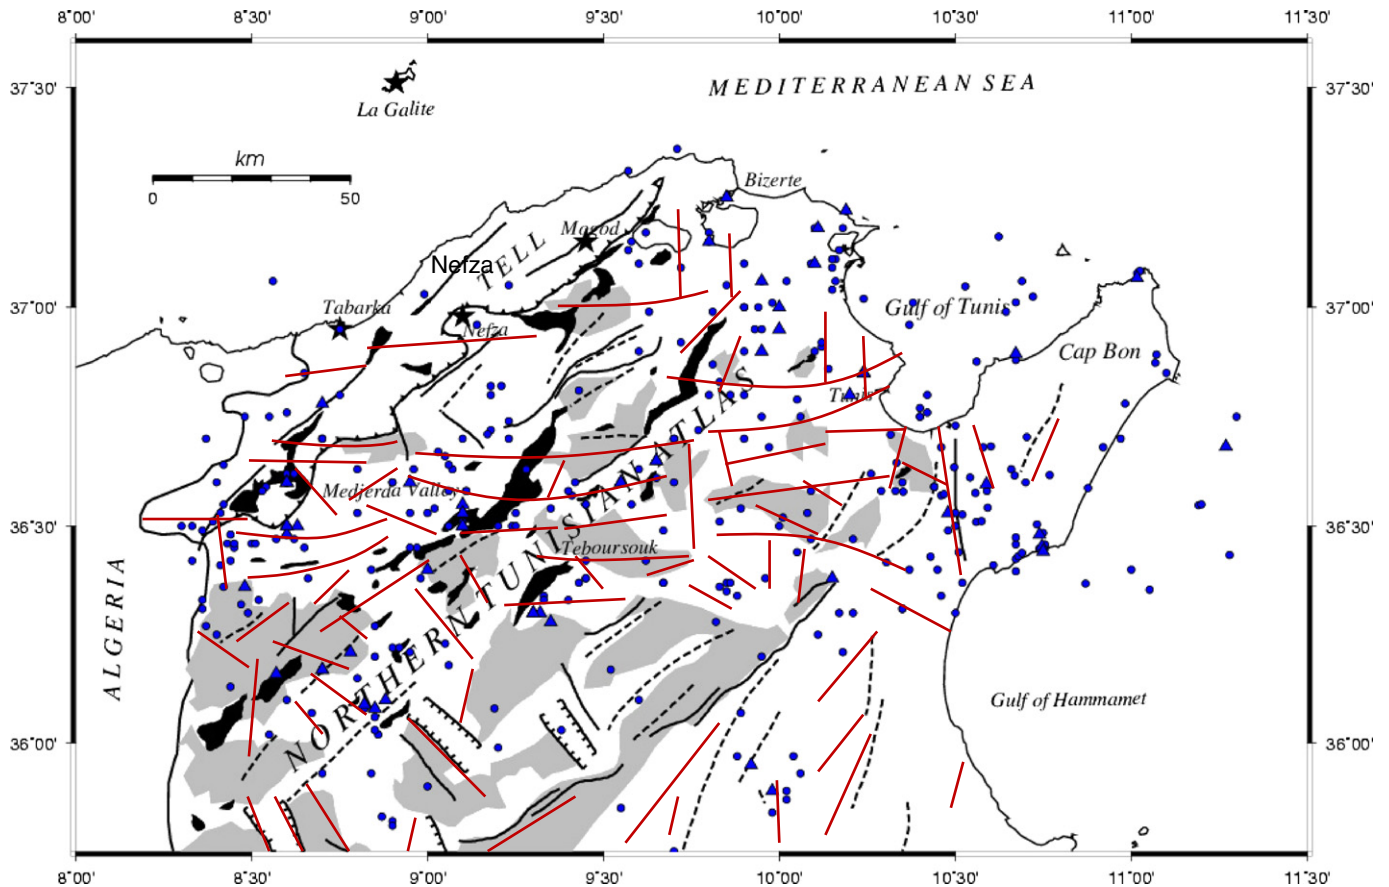 8°00' 8°30' 9°00' 9°30' 10°00' 10°30' 11°00' 11°30'
37°30' 37°30'
MEDITERRANEAN SEA
La Galite
km
0 50
Bizerte
Mogod
TELL
Nefza
37°00' 37°00'
Tabarka
Nefza
Gulf of Tunis
Cap Bon
Tunis
Medjerda Valley
36°30' 36°30'
Teboursouk
NORTHERN TUNISIAN ATLAS
ALGERIA
Gulf of Hammamet
36°00' 36°00'
8°00' 8°30' 9°00' 9°30' 10°00' 10°30' 11°00' 11°30'